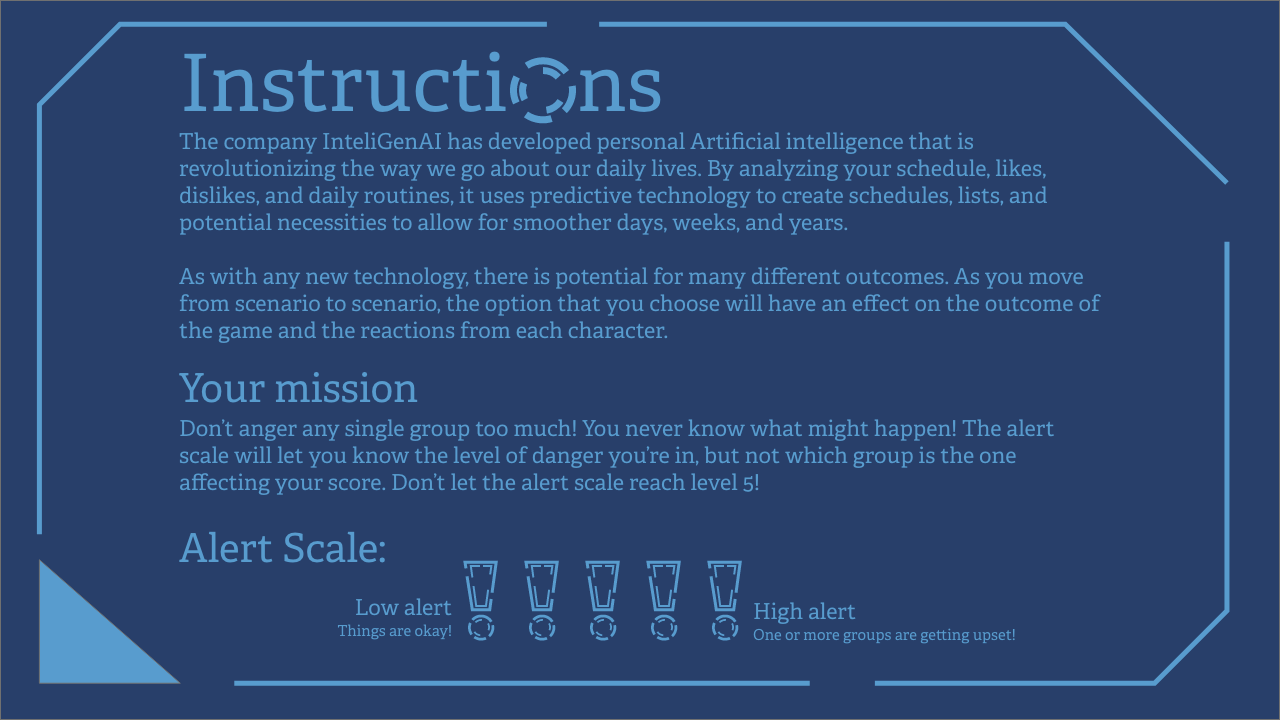 Instructions
The company InteliGenAI has developed personal Artificial intelligence that is
revolutionizing the way we go about our daily lives. By analyzing your schedule, likes,
dislikes, and daily routines, it uses predictive technology to create schedules, lists, and
potential necessities to allow for smoother days, weeks, and years.
As with any new technology, there is potential for many different outcomes. As you move
from scenario to scenario, the option that you choose will have an effect on the outcome of
the game and the reactions from each character.
Your mission
Don't anger any single group too much! You never know what might happen! The alert
scale will let you know the level of danger you're in, but not which group is the one
affecting your score. Don't let the alert scale reach level 5!
Alert Scale:
! ! ! ! !
Low alert
Things are okay!
High alert
One or more groups are getting upset!